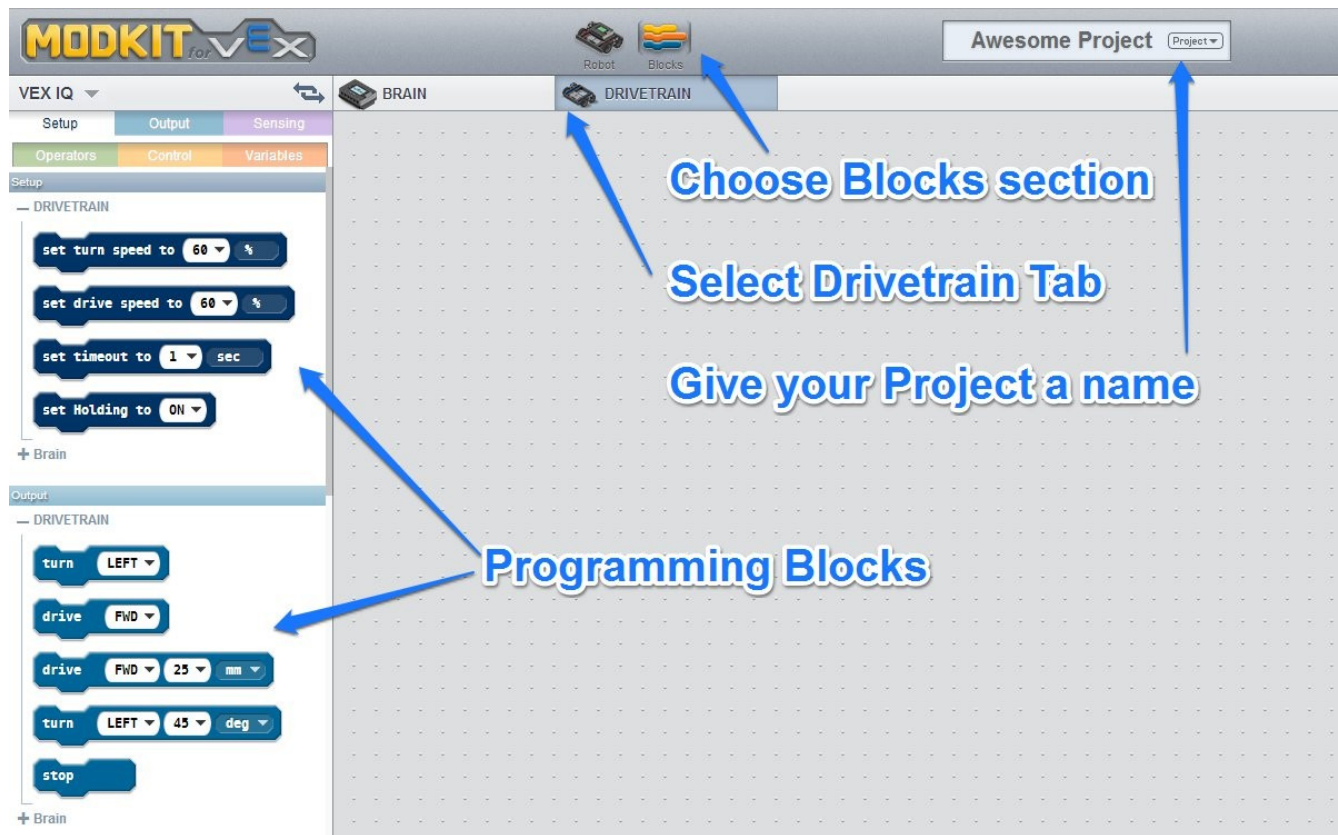 MODKIT for VEX
Robot Blocks
Awesome Project Project
VEX IQ
BRAIN
DRIVETRAIN
Setup Output Sensing
Operators Control Variables
Setup
DRIVETRAIN
set turn speed to 60 %
set drive speed to 60 %
set timeout to 1 sec
set Holding to ON
Brain
Output
DRIVETRAIN
turn LEFT
drive FWD
drive FWD 25 mm
turn LEFT 45 deg
stop
Brain
Choose Blocks section
Select Drivetrain Tab
Give your Project a name
Programming Blocks